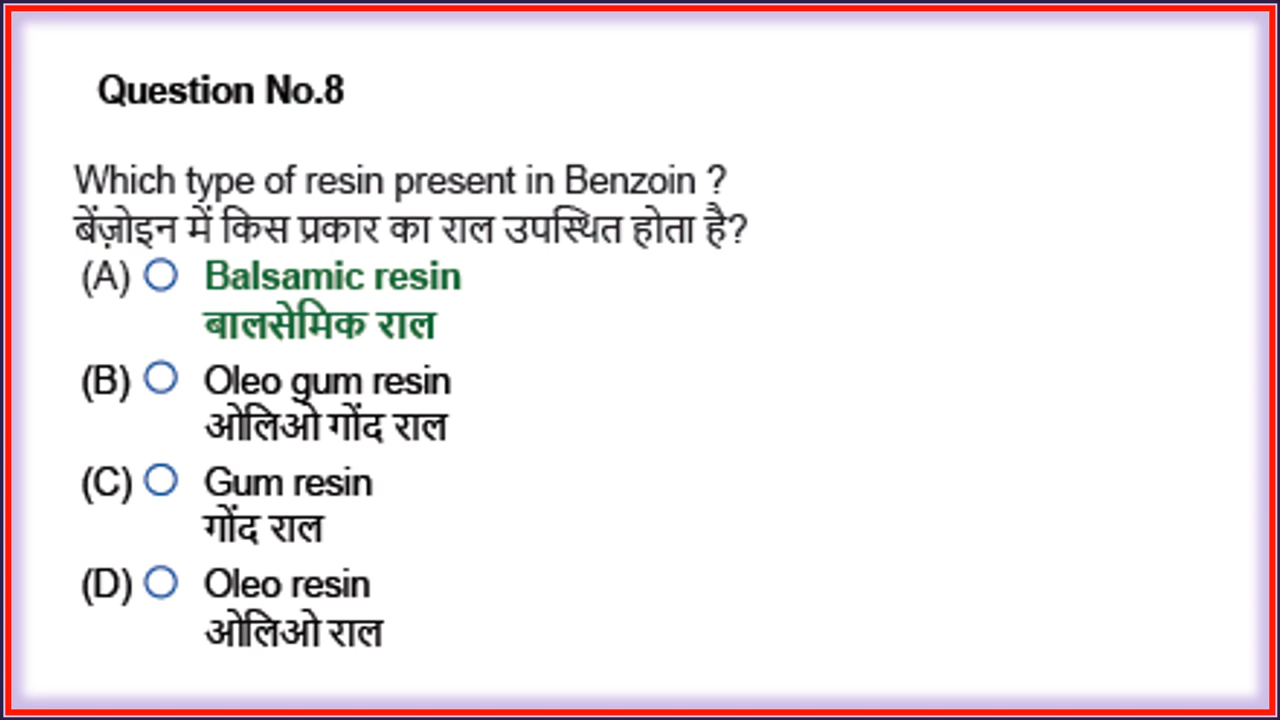 Question No.8
Which type of resin present in Benzoin ?
बेंज़ोइन में किस प्रकार का राल उपस्थित होता है?
(A) Balsamic resin
बालसेमिक राल
(B) Oleo gum resin
ओलिओ गोंद राल
(C) Gum resin
गोंद राल
(D) Oleo resin
ओलिओ राल